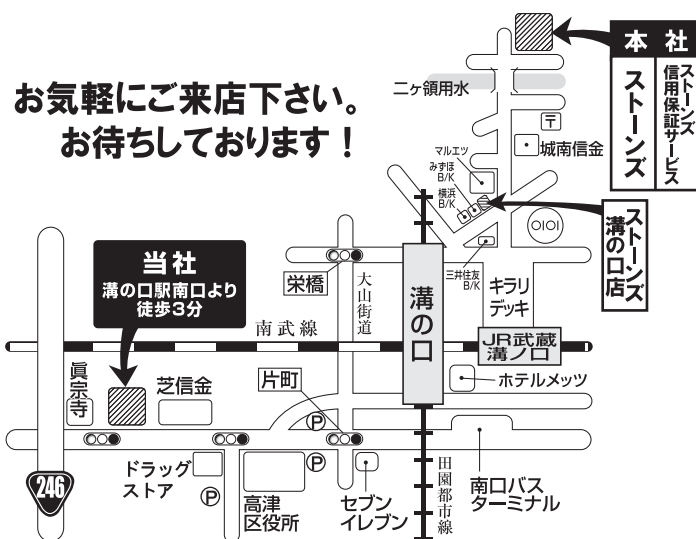 お気軽にご来店下さい。
お待ちしております！
本社
ストーンズ
ストーンズ
信用保証サービス
二ヶ領用水
〒
城南信金
マルエツ
みずほ
B/K
横浜
B/K
OIOI
ストーンズ
溝の口店
三井住友
B/K
キラリ
デッキ
当社
溝の口駅南口より
徒歩3分
栄橋
大山街道
溝の口
南武線
JR武蔵
溝ノ口
ホテルメッツ
眞宗寺
芝信金
片町
P
246
ドラッグ
ストア
P
高津
区役所
P
セブン
イレブン
田園都市線
南口バス
ターミナル